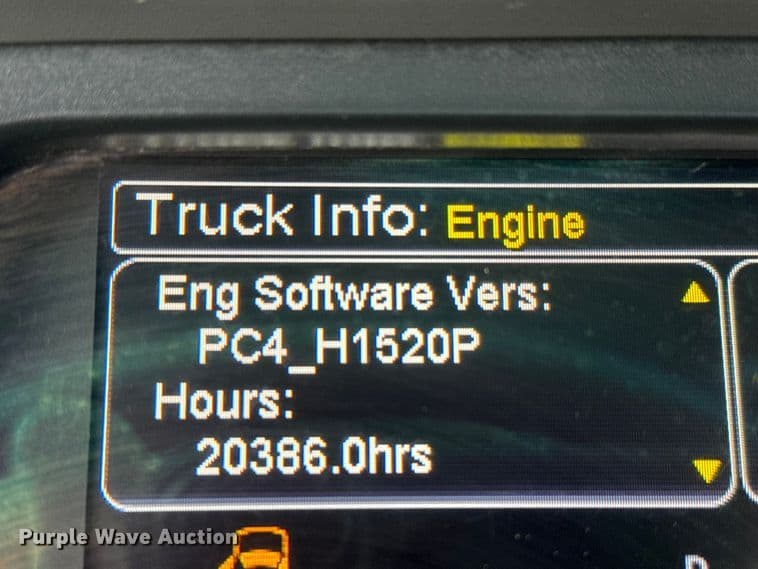 Truck Info: Engine
Eng Software Vers:
PC4_H1520P
Hours:
20386.0hrs
Purple Wave Auction